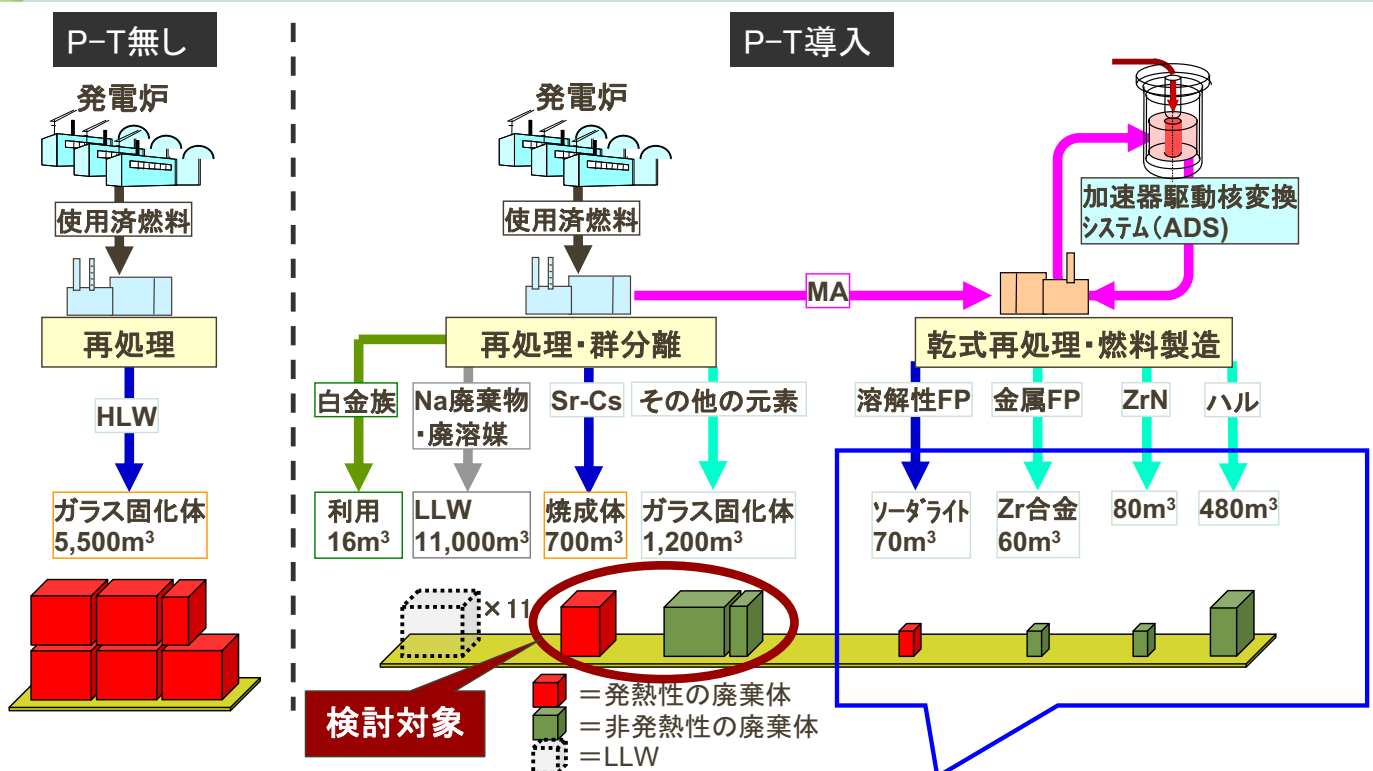 P-T無し
P-T導入
発電炉
使用済燃料
再処理
HLW
ガラス固化体
5,500m³
発電炉
使用済燃料
再処理・群分離
MA
加速器駆動核変換
システム(ADS)
乾式再処理・燃料製造
白金族
Na廃棄物
・廃溶媒
Sr-Cs
その他の元素
溶解性FP
金属FP
ZrN
ハル
利用
16m³
LLW
11,000m³
焼成体
700m³
ガラス固化体
1,200m³
ソーダライト
70m³
Zr合金
60m³
80m³
480m³
×11
検討対象
=発熱性の廃棄体
=非発熱性の廃棄体
=LLW